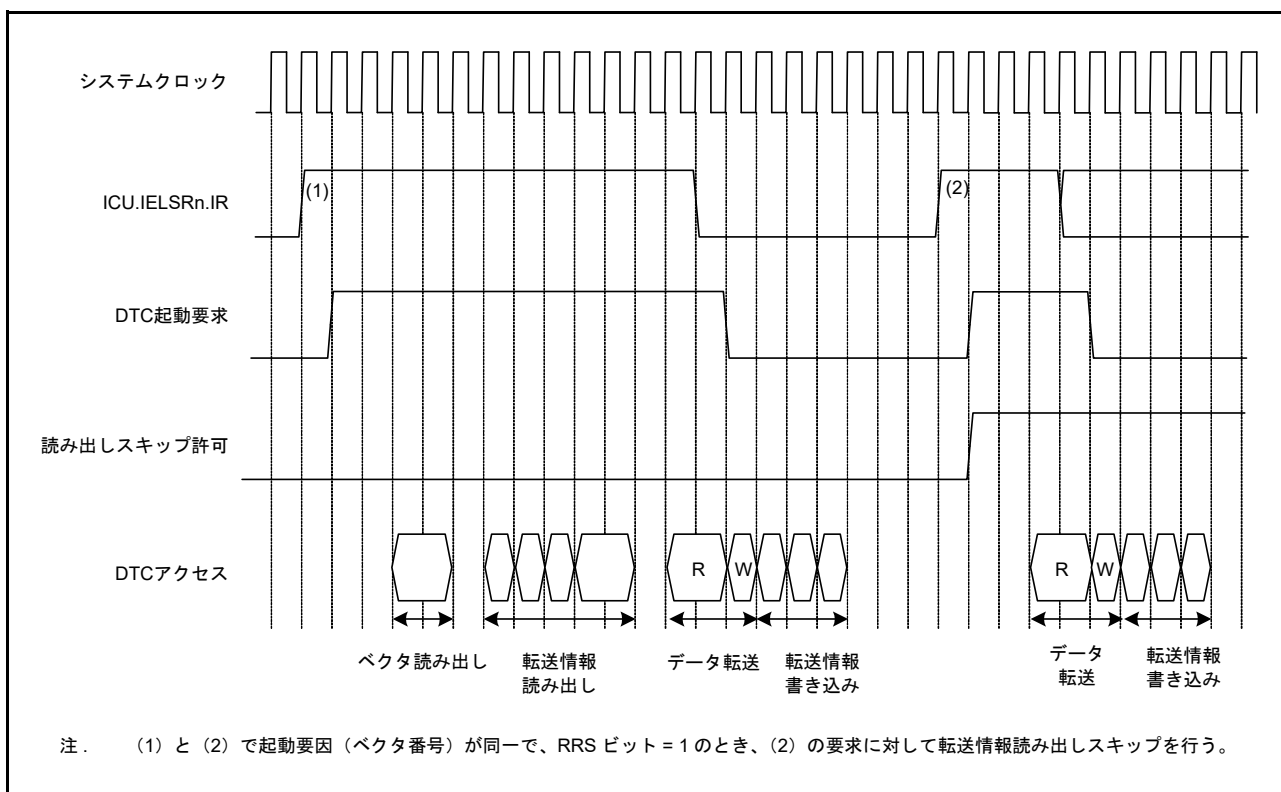 システムクロック
ICU.IELSRn.IR
(1)
(2)
DTC起動要求
読み出しスキップ許可
DTCアクセス
R
W
R
W
ベクタ読み出し
転送情報
読み出し
データ転送
転送情報
書き込み
データ
転送
転送情報
書き込み
注 . (1)と(2)で起動要因(ベクタ番号)が同一で、RRS ビット = 1 のとき、(2)の要求に対して転送情報読み出しスキップを行う。